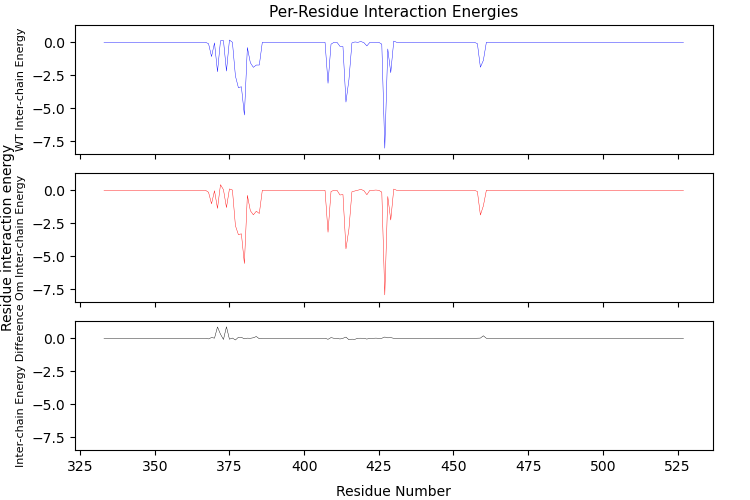 Per-Residue Interaction Energies
Residue interaction energy
WT Inter-chain Energy
0.0
−2.5
−5.0
−7.5
Om Inter-chain Energy
0.0
−2.5
−5.0
−7.5
Inter-chain Energy Difference
0.0
−2.5
−5.0
−7.5
325 350 375 400 425 450 475 500 525
Residue Number